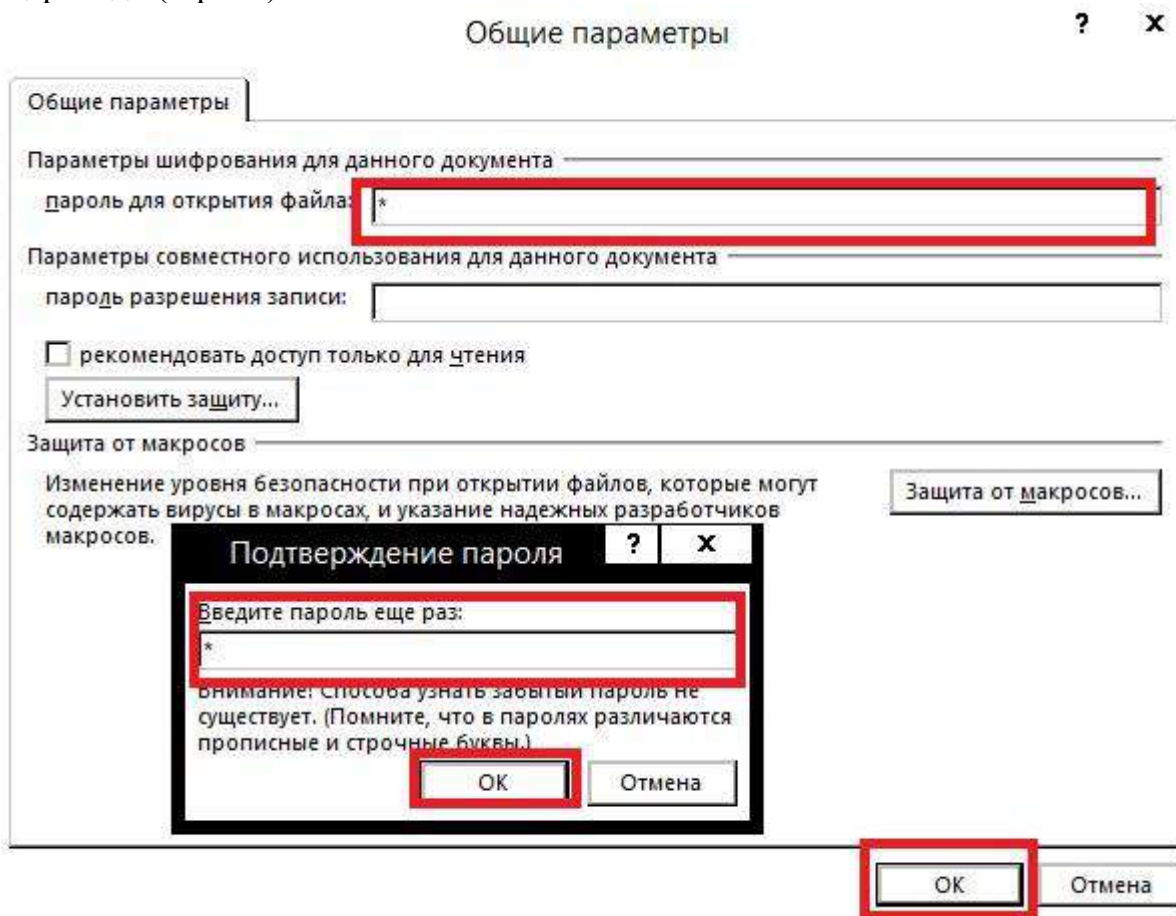 Общие параметры
? x
Общие параметры
Параметры шифрования для данного документа
пароль для открытия файла: *
Параметры совместного использования для данного документа
пароль разрешения записи:
рекомендовать доступ только для чтения
Установить защиту...
Защита от макросов
Изменение уровня безопасности при открытии файлов, которые могут
содержать вирусы в макросах, и указание надежных разработчиков
макросов.
Защита от макросов...
Подтверждение пароля
? x
Введите пароль еще раз:
*
Внимание! Способа узнать забытый пароль не
существует. (Помните, что в паролях различаются
прописные и строчные буквы.)
ОК
Отмена
ОК
Отмена